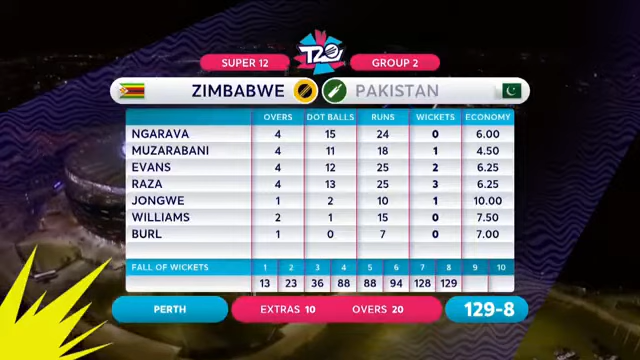 T20
SUPER 12 GROUP 2
ZIMBABWE PAKISTAN
OVERS DOT BALLS RUNS WICKETS ECONOMY
NGARAVA 4 15 24 0 6.00
MUZARABANI 4 11 18 1 4.50
EVANS 4 12 25 2 6.25
RAZA 4 13 25 3 6.25
JONGWE 1 2 10 1 10.00
WILLIAMS 2 1 15 0 7.50
BURL 1 0 7 0 7.00
FALL OF WICKETS 1 2 3 4 5 6 7 8 9 10
13 23 36 88 88 94 128 129
PERTH EXTRAS 10 OVERS 20 129-8